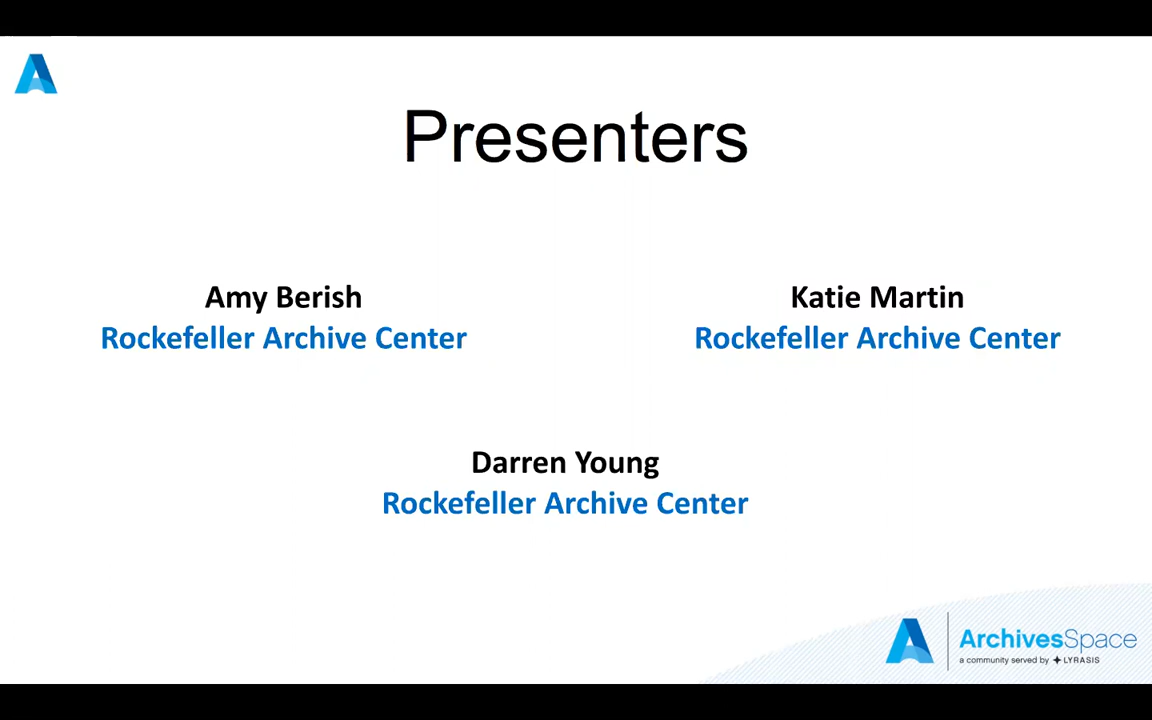 Presenters
Amy Berish
Rockefeller Archive Center
Katie Martin
Rockefeller Archive Center
Darren Young
Rockefeller Archive Center
ArchivesSpace
a community served by LYRASIS